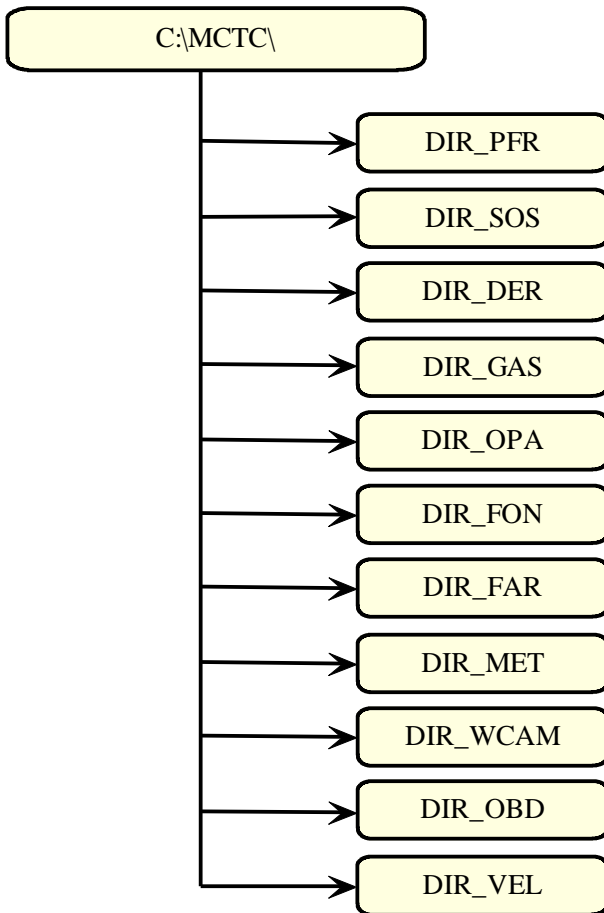 C:\MCTC\
DIR_PFR
DIR_SOS
DIR_DER
DIR_GAS
DIR_OPA
DIR_FON
DIR_FAR
DIR_MET
DIR_WCAM
DIR_OBD
DIR_VEL